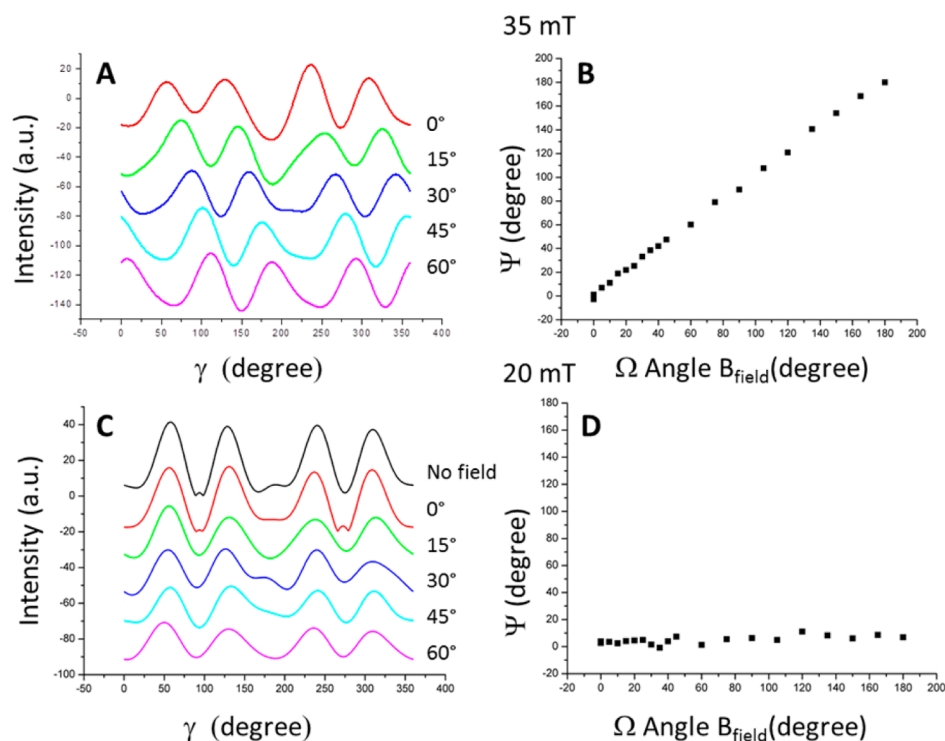 35 mT
A
Intensity (a.u.)
20
0
-20
-40
-60
-80
-100
-120
-140
0°
15°
30°
45°
60°
-50 0 50 100 150 200 250 300 350 400
γ (degree)
B
Ψ (degree)
200
180
160
140
120
100
80
60
40
20
0
-20
-20 0 20 40 60 80 100 120 140 160 180 200
Ω Angle Bfield(degree)
20 mT
C
Intensity (a.u.)
40
20
0
-20
-40
-60
-80
-100
No field
0°
15°
30°
45°
60°
-50 0 50 100 150 200 250 300 350 400
γ (degree)
D
Ψ (degree)
180
160
140
120
100
80
60
40
20
0
-20
-20 0 20 40 60 80 100 120 140 160 180 200
Ω Angle Bfield(degree)